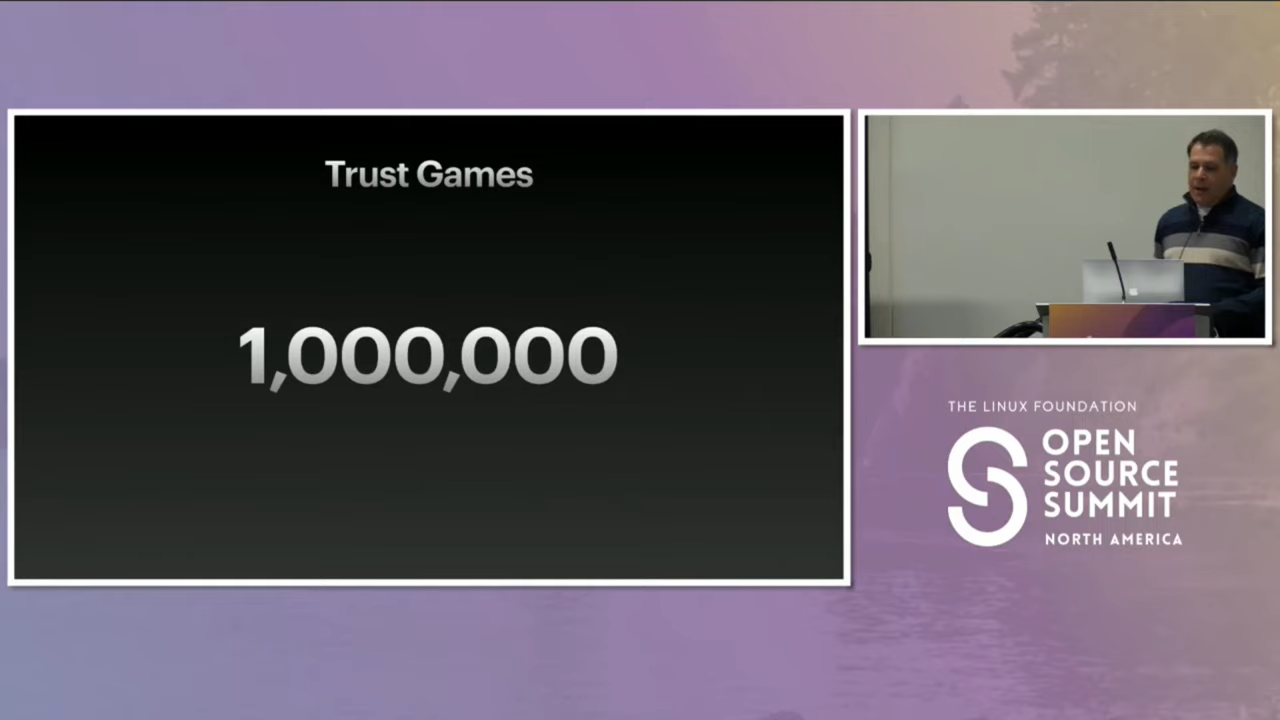 Trust Games
1,000,000
THE LINUX FOUNDATION
OPEN
SOURCE
SUMMIT
NORTH AMERICA